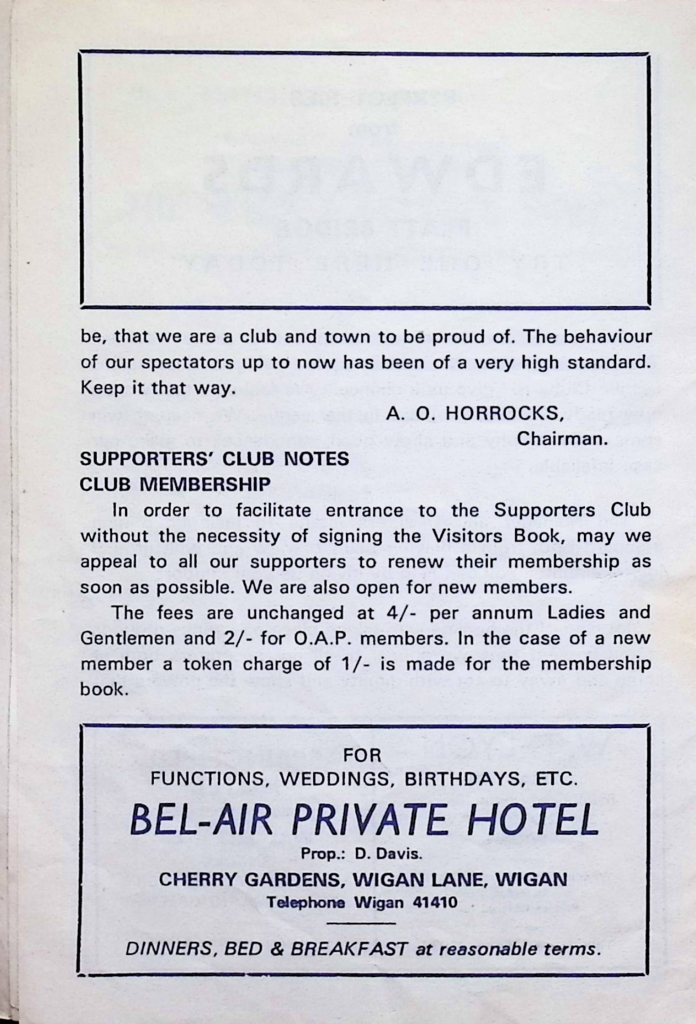 be, that we are a club and town to be proud of. The behaviour
of our spectators up to now has been of a very high standard.
Keep it that way.
A. O. HORROCKS,
Chairman.
SUPPORTERS' CLUB NOTES
CLUB MEMBERSHIP
In order to facilitate entrance to the Supporters Club
without the necessity of signing the Visitors Book, may we
appeal to all our supporters to renew their membership as
soon as possible. We are also open for new members.
The fees are unchanged at 4/- per annum Ladies and
Gentlemen and 2/- for O.A.P. members. In the case of a new
member a token charge of 1/- is made for the membership
book.
FOR
FUNCTIONS, WEDDINGS, BIRTHDAYS, ETC.
BEL-AIR PRIVATE HOTEL
Prop.: D. Davis.
CHERRY GARDENS, WIGAN LANE, WIGAN
Telephone Wigan 41410
DINNERS, BED & BREAKFAST at reasonable terms.